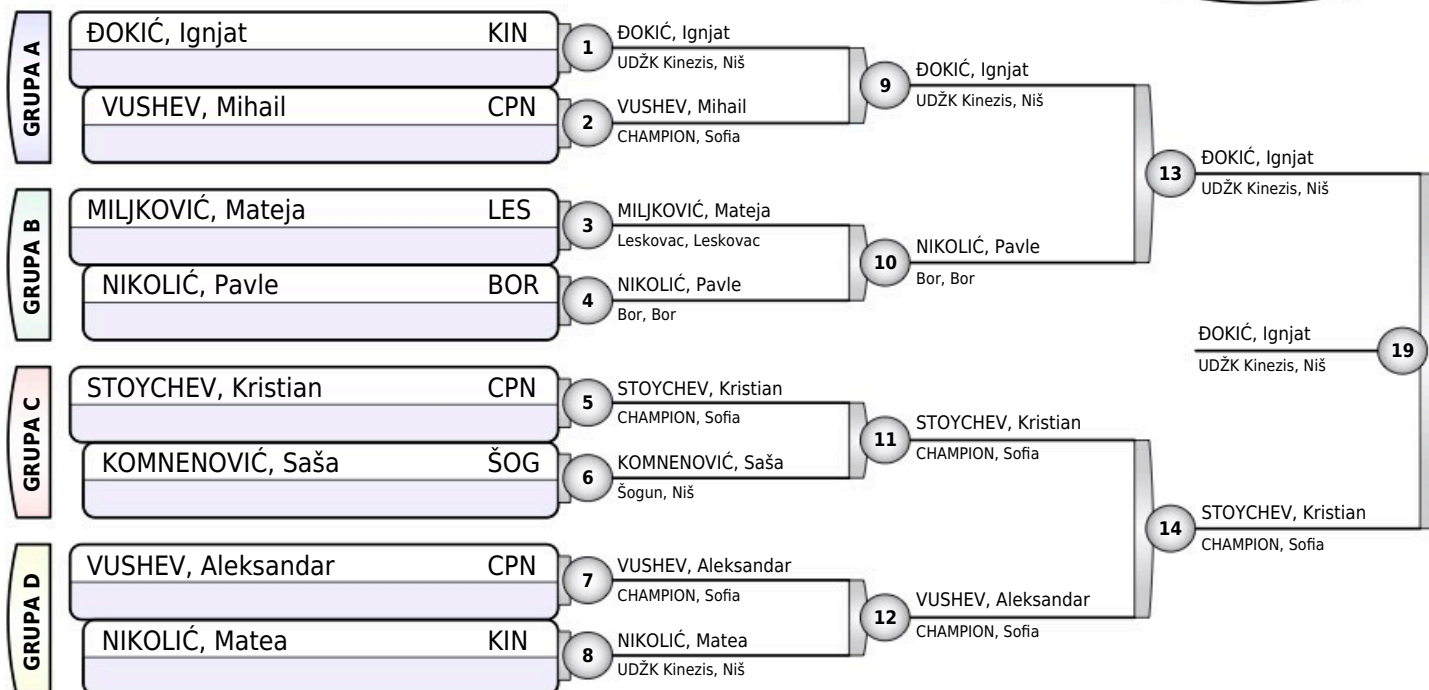 GRUPA A
ĐOKIĆ, Ignjat KIN
VUSHEV, Mihail CPN
GRUPA B
MILJKOVIĆ, Mateja LES
NIKOLIĆ, Pavle BOR
GRUPA C
STOYCHEV, Kristian CPN
KOMNENOVIĆ, Saša ŠOG
GRUPA D
VUSHEV, Aleksandar CPN
NIKOLIĆ, Matea KIN
1
ĐOKIĆ, Ignjat
UDŽK Kinezis, Niš
2
VUSHEV, Mihail
CHAMPION, Sofia
3
MILJKOVIĆ, Mateja
Leskovac, Leskovac
4
NIKOLIĆ, Pavle
Bor, Bor
5
STOYCHEV, Kristian
CHAMPION, Sofia
6
KOMNENOVIĆ, Saša
Šogun, Niš
7
VUSHEV, Aleksandar
CHAMPION, Sofia
8
NIKOLIĆ, Matea
UDŽK Kinezis, Niš
9
ĐOKIĆ, Ignjat
UDŽK Kinezis, Niš
10
NIKOLIĆ, Pavle
Bor, Bor
11
STOYCHEV, Kristian
CHAMPION, Sofia
12
VUSHEV, Aleksandar
CHAMPION, Sofia
13
ĐOKIĆ, Ignjat
UDŽK Kinezis, Niš
14
STOYCHEV, Kristian
CHAMPION, Sofia
ĐOKIĆ, Ignjat
UDŽK Kinezis, Niš
19